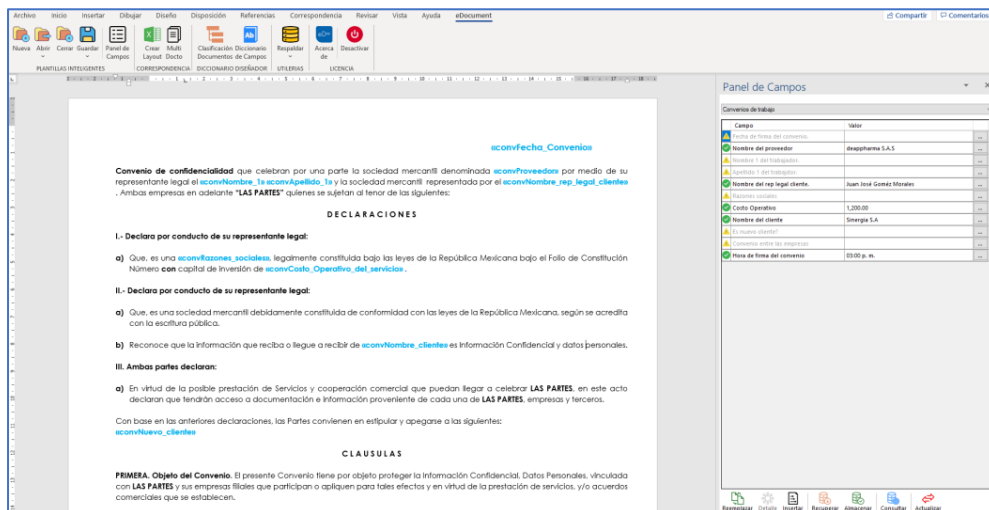 Archivo Inicio Insertar Dibujar Diseño Disposición Referencias Correspondencia Revisar Vista Ayuda eDocument Compartir Comentarios
Nueva Abrir Cerrar Guardar Panel de Campos Crear Layout Multi Docto Clasificación Documentos Diccionario de Campos Respaldar Acerca de Desactivar
PLANTILLAS INTELIGENTES CORRESPONDENCIA DICCIONARIO DISEÑADOR UTILERIAS LICENCIA
«convFecha_Convenio»
Convenio de confidencialidad que celebran por una parte la sociedad mercantil denominada «convProveedor» por medio de su
representante legal el «convNombre_1» «convApellido_1» y la sociedad mercantil representada por el «convNombre_rep_legal_cliente»
, Ambas empresas en adelante "LAS PARTES" quienes se sujetan al tenor de las siguientes:
DECLARACIONES
I.- Declara por conducto de su representante legal:
a) Que, es una «convRazones_sociales», legalmente constituida bajo las leyes de la República Mexicana bajo el Folio de Constitución
Número con capital de inversión de «convCosto_Operativo_del_servicio» .
II.- Declara por conducto de su representante legal:
a) Que, es una sociedad mercantil debidamente constituida de conformidad con las leyes de la República Mexicana, según se acredita
con la escritura pública.
b) Reconoce que la información que reciba o llegue a recibir de «convNombre_cliente» es Información Confidencial y datos personales.
III. Ambas partes declaran:
a) En virtud de la posible prestación de Servicios y cooperación comercial que puedan llegar a celebrar LAS PARTES, en este acto
declaran que tendrán acceso a documentación e información proveniente de cada una de LAS PARTES, empresas y terceros.
Con base en las anteriores declaraciones, las Partes convienen en estipular y apegarse a las siguientes:
«convNuevo_cliente»
CLAUSULAS
PRIMERA. Objeto del Convenio. El presente Convenio tiene por objeto proteger la Información Confidencial, Datos Personales, vinculada
con LAS PARTES y sus empresas filiales que participan o apliquen para tales efectos y en virtud de la prestación de servicios, y/o acuerdos
comerciales que se establecen.
Panel de Campos
Convenios de trabajo
Campo Valor
Fecha de firma del convenio.
Nombre del proveedor deappharma S.A.S
Nombre 1 del trabajador.
Apellido 1 del trabajador.
Nombre del rep legal cliente. Juan José Goméz Morales
Razones sociales
Costo Operativo 1,200.00
Nombre del cliente Sinergia S.A
Es nuevo cliente?
Convenio entre las empresas
Hora de firma del convenio 03:00 p. m.
Reemplazar Detalle Insertar Recuperar Almacenar Consultar Actualizar